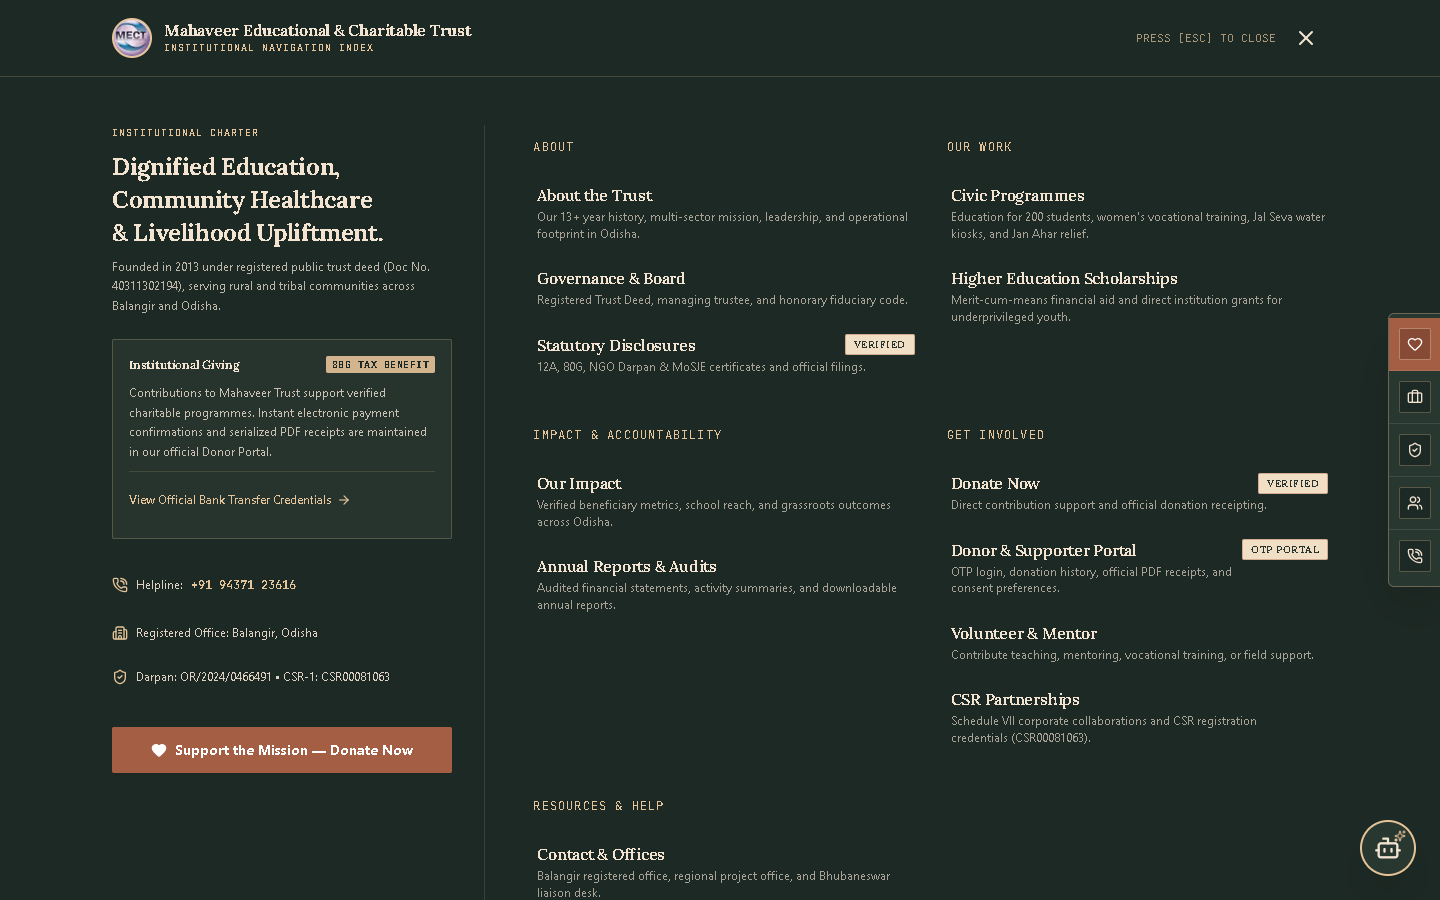 MECT
Mahaveer Educational & Charitable Trust
INSTITUTIONAL NAVIGATION INDEX
PRESS [ESC] TO CLOSE
INSTITUTIONAL CHARTER
Dignified Education,
Community Healthcare
& Livelihood Upliftment.
Founded in 2013 under registered public trust deed (Doc No.
40311302194), serving rural and tribal communities across
Balangir and Odisha.
Institutional Giving
80G TAX BENEFIT
Contributions to Mahaveer Trust support verified
charitable programmes. Instant electronic payment
confirmations and serialized PDF receipts are maintained
in our official Donor Portal.
View Official Bank Transfer Credentials
Helpline: +91 94371 23616
Registered Office: Balangir, Odisha
Darpan: OR/2024/0466491 • CSR-1: CSR00081063
Support the Mission — Donate Now
ABOUT
About the Trust
Our 13+ year history, multi-sector mission, leadership, and operational
footprint in Odisha.
Governance & Board
Registered Trust Deed, managing trustee, and honorary fiduciary code.
Statutory Disclosures
VERIFIED
12A, 80G, NGO Darpan & MoSJE certificates and official filings.
OUR WORK
Civic Programmes
Education for 200 students, women's vocational training, Jal Seva water
kiosks, and Jan Ahar relief.
Higher Education Scholarships
Merit-cum-means financial aid and direct institution grants for
underprivileged youth.
IMPACT & ACCOUNTABILITY
Our Impact
Verified beneficiary metrics, school reach, and grassroots outcomes
across Odisha.
Annual Reports & Audits
Audited financial statements, activity summaries, and downloadable
annual reports.
GET INVOLVED
Donate Now
VERIFIED
Direct contribution support and official donation receipting.
Donor & Supporter Portal
OTP PORTAL
OTP login, donation history, official PDF receipts, and
consent preferences.
Volunteer & Mentor
Contribute teaching, mentoring, vocational training, or field support.
CSR Partnerships
Schedule VII corporate collaborations and CSR registration
credentials (CSR00081063).
RESOURCES & HELP
Contact & Offices
Balangir registered office, regional project office, and Bhubaneswar
liaison desk.